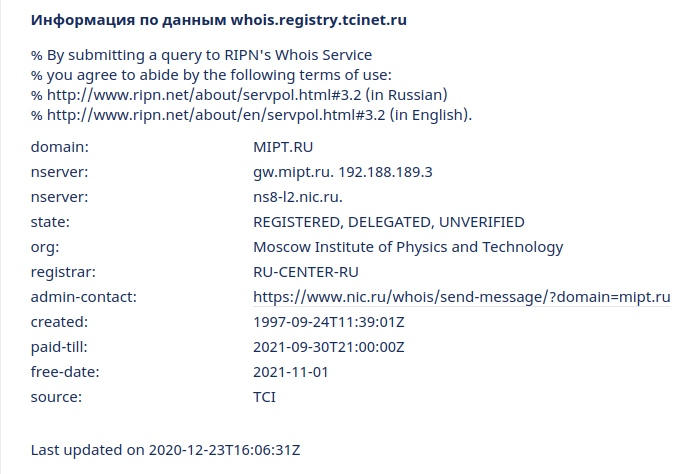 Информация по данным whois.registry.tcinet.ru
% By submitting a query to RIPN's Whois Service
% you agree to abide by the following terms of use:
% http://www.ripn.net/about/servpol.html#3.2 (in Russian)
% http://www.ripn.net/about/en/servpol.html#3.2 (in English).
domain: MIPT.RU
nserver: gw.mipt.ru. 192.188.189.3
nserver: ns8-l2.nic.ru.
state: REGISTERED, DELEGATED, UNVERIFIED
org: Moscow Institute of Physics and Technology
registrar: RU-CENTER-RU
admin-contact: https://www.nic.ru/whois/send-message/?domain=mipt.ru
created: 1997-09-24T11:39:01Z
paid-till: 2021-09-30T21:00:00Z
free-date: 2021-11-01
source: TCI
Last updated on 2020-12-23T16:06:31Z